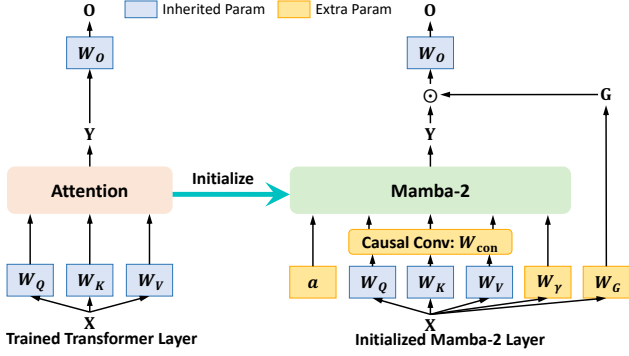 O
Inherited Param
Extra Param
O
W_O
W_O
⊙
G
Y
Y
Initialize
Attention
Mamba-2
Causal Conv: W_con
W_Q
W_K
W_V
a
W_Q
W_K
W_V
W_γ
W_G
X
X
Trained Transformer Layer
Initialized Mamba-2 Layer